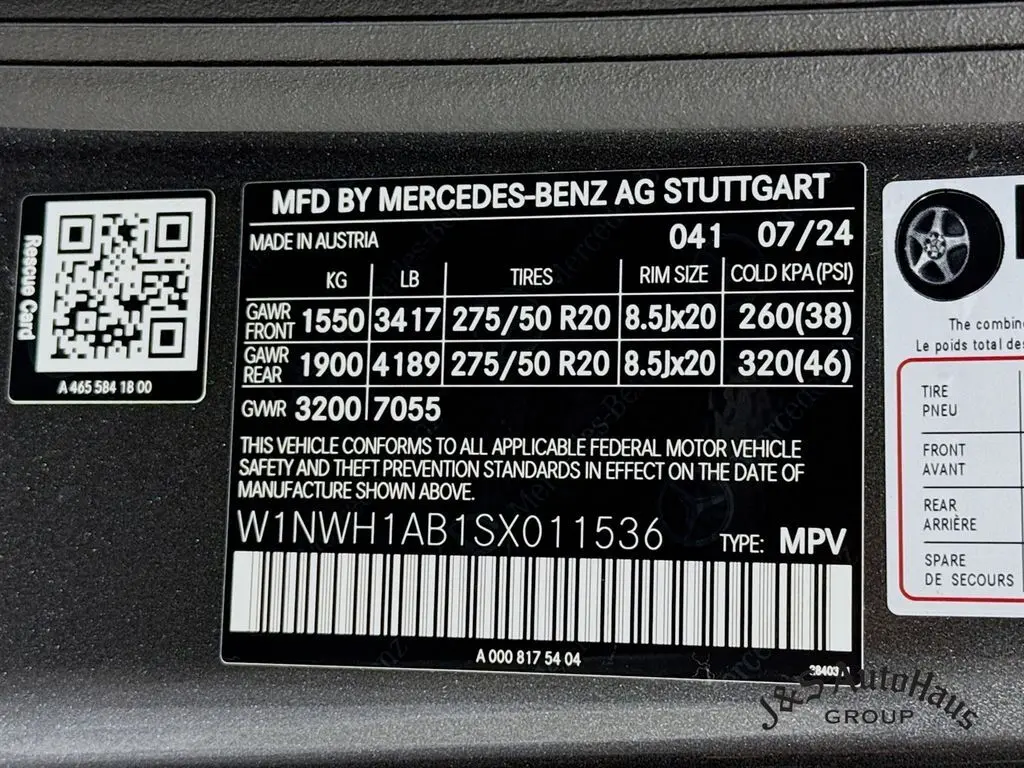 Rescue Card
A 465 584 18 00
MFD BY MERCEDES-BENZ AG STUTTGART
MADE IN AUSTRIA 041 07/24
KG LB TIRES RIM SIZE COLD KPA (PSI)
GAWR FRONT 1550 3417 275/50 R20 8.5Jx20 260(38)
GAWR REAR 1900 4189 275/50 R20 8.5Jx20 320(46)
GVWR 3200 7055
THIS VEHICLE CONFORMS TO ALL APPLICABLE FEDERAL MOTOR VEHICLE
SAFETY AND THEFT PREVENTION STANDARDS IN EFFECT ON THE DATE OF
MANUFACTURE SHOWN ABOVE.
W1NWH1AB1SX011536 TYPE: MPV
A 000 817 54 04
The combin
Le poids total des
TIRE
PNEU
FRONT
AVANT
REAR
ARRIÈRE
SPARE
DE SECOURS
J&S AutoHaus
GROUP